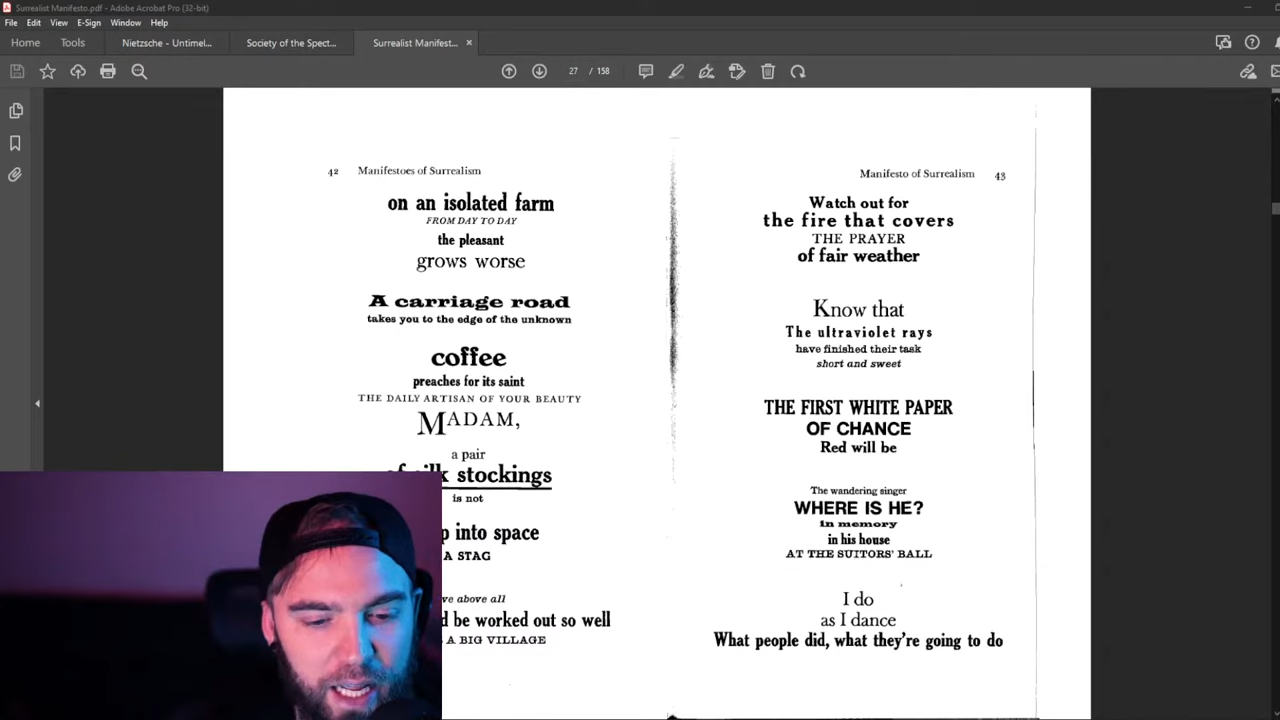 Surrealist Manifesto.pdf - Adobe Acrobat Pro (32-bit)
File Edit View E-Sign Window Help
Home Tools Nietzsche - Untimel... Society of the Spect... Surrealist Manifest... ×
27 / 158
42 Manifestoes of Surrealism
on an isolated farm
FROM DAY TO DAY
the pleasant
grows worse
A carriage road
takes you to the edge of the unknown
coffee
preaches for its saint
THE DAILY ARTISAN OF YOUR BEAUTY
MADAM,
a pair
silk stockings
is not
into space
A STAG
above all
be worked out so well
A BIG VILLAGE
Manifesto of Surrealism 43
Watch out for
the fire that covers
THE PRAYER
of fair weather
Know that
The ultraviolet rays
have finished their task
short and sweet
THE FIRST WHITE PAPER
OF CHANCE
Red will be
The wandering singer
WHERE IS HE?
in memory
in his house
AT THE SUITORS' BALL
I do
as I dance
What people did, what they're going to do